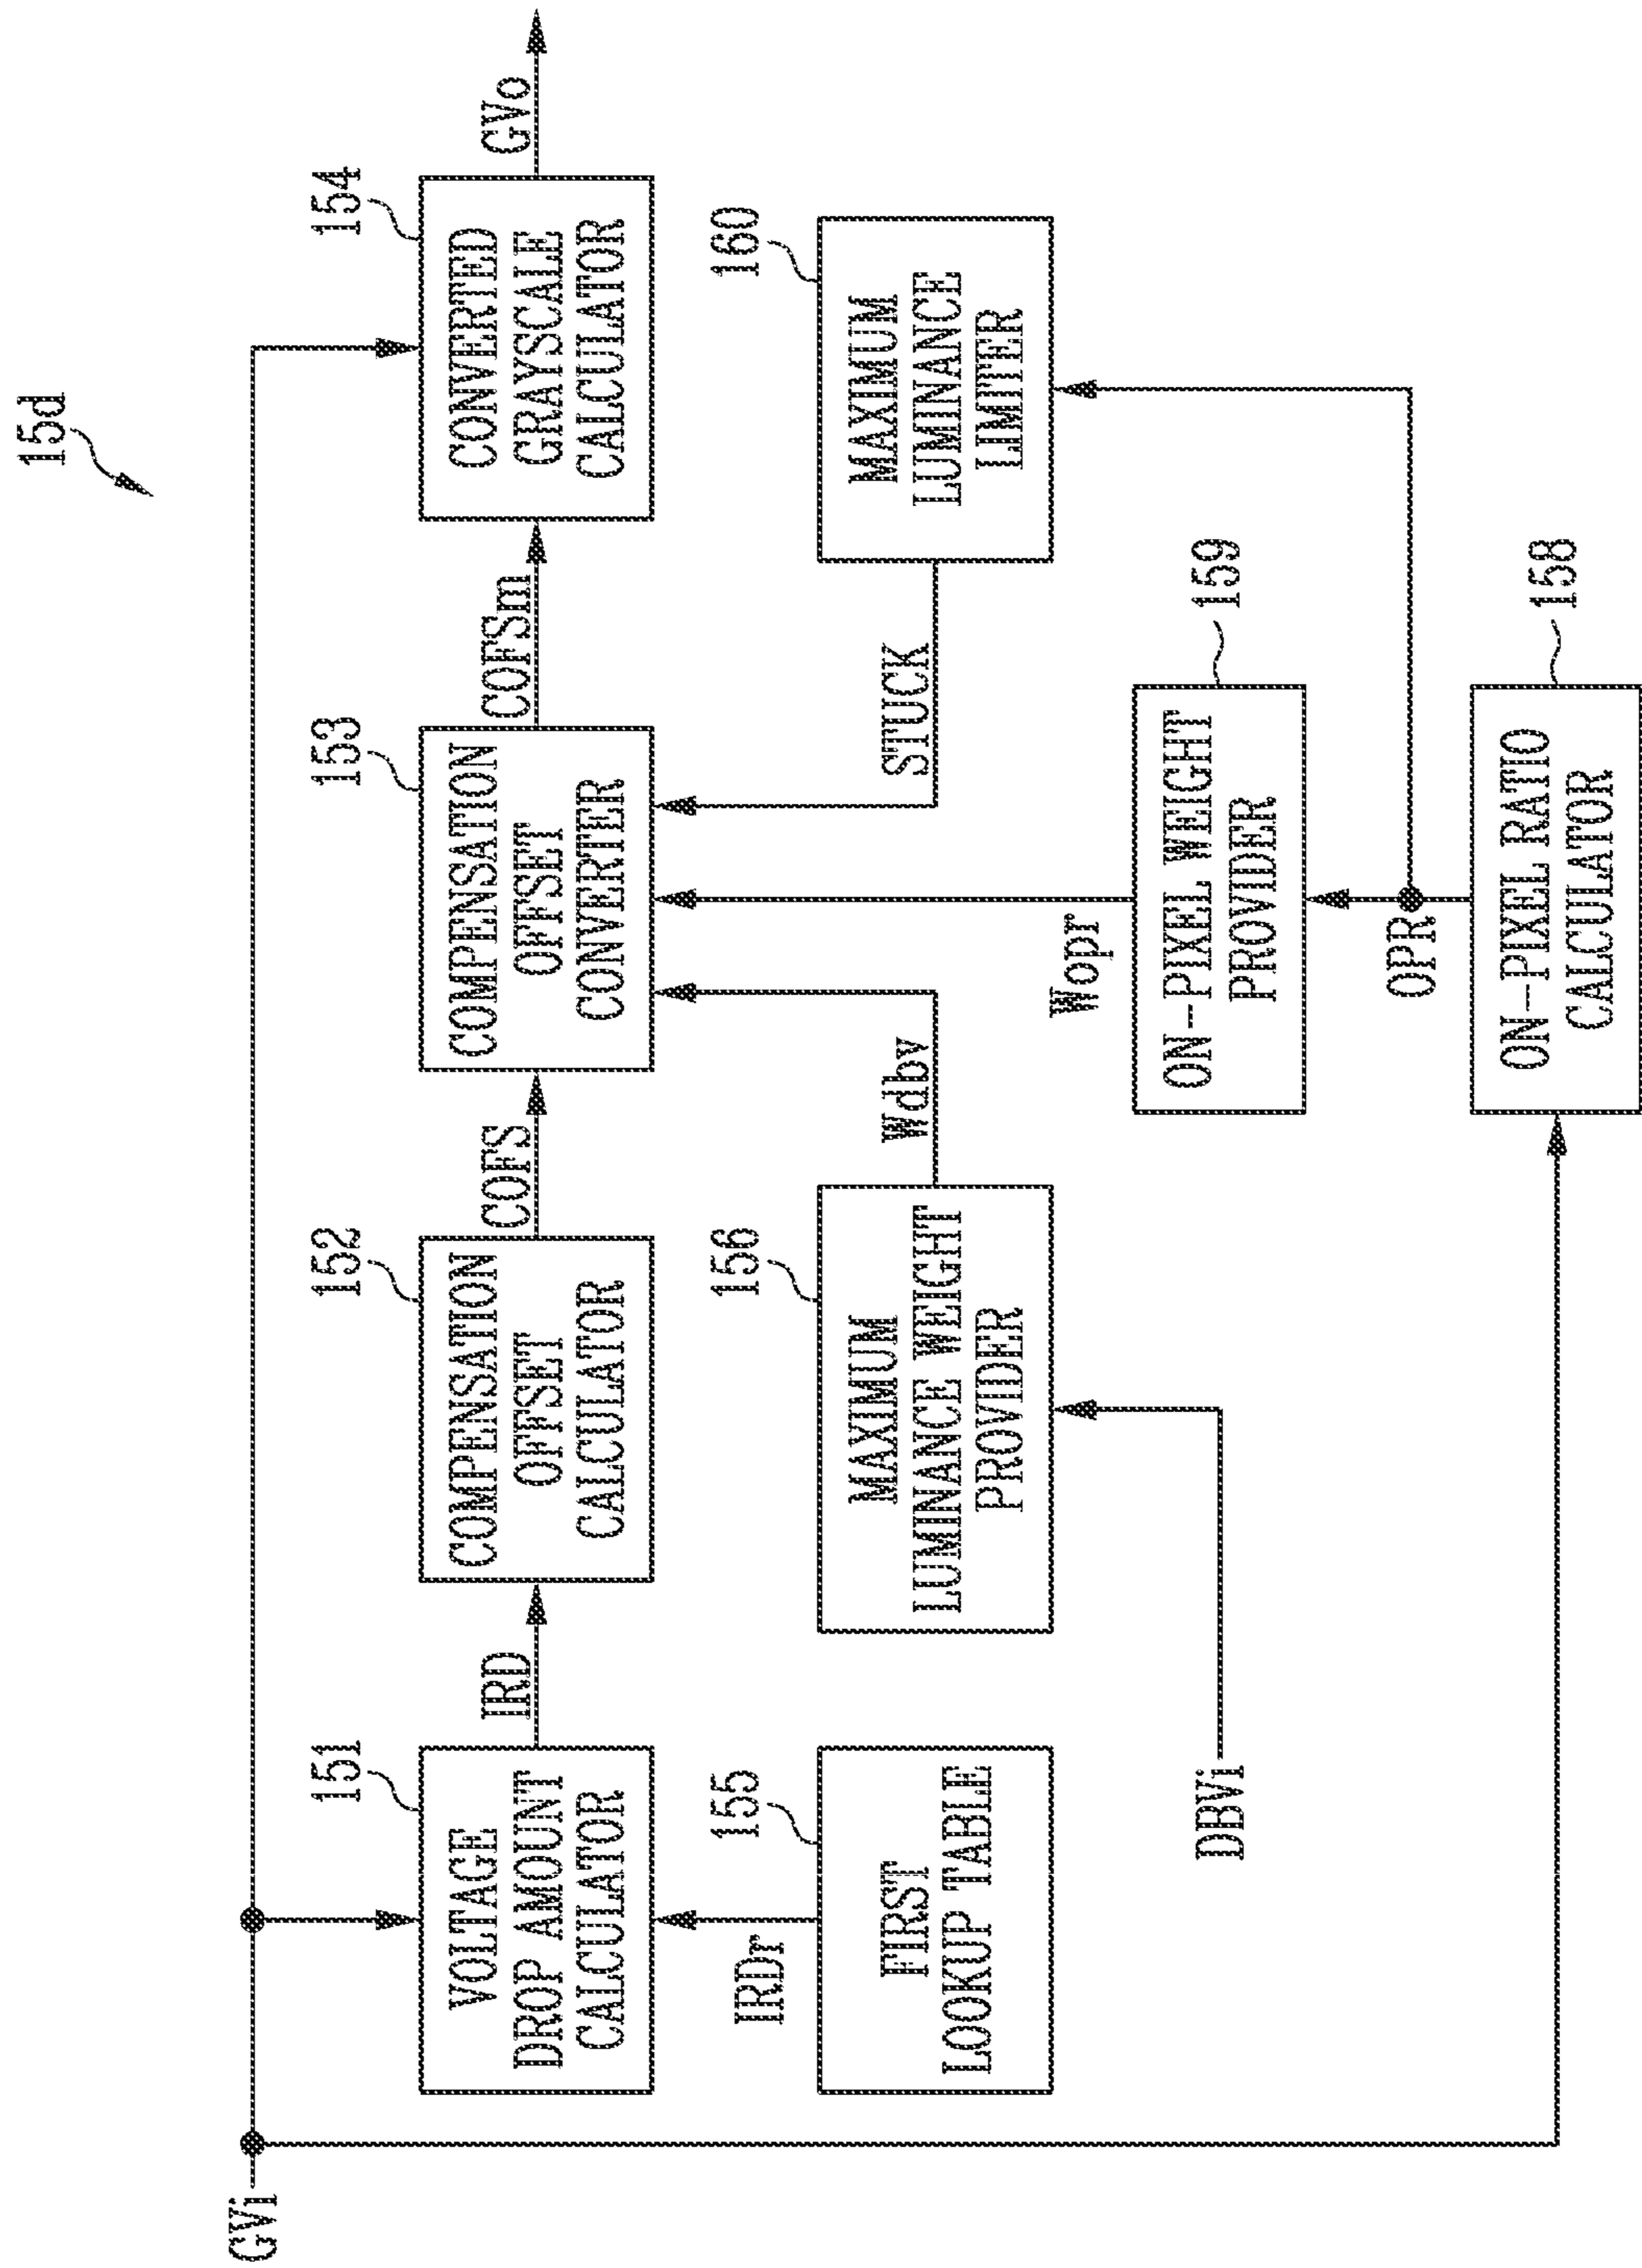 15d
GVi
151
VOLTAGE
DROP AMOUNT
CALCULATOR
IRD
152
COMPENSATION
OFFSET
CALCULATOR
COFS
153
COMPENSATION
OFFSET
CONVERTER
COFSm
154
CONVERTED
GRAYSCALE
CALCULATOR
GVo
IRDr
155
FIRST
LOOKUP TABLE
156
MAXIMUM
LUMINANCE WEIGHT
PROVIDER
Wdbv
STUCK
160
MAXIMUM
LUMINANCE
LIMITER
DBVi
Wopr
159
ON-PIXEL WEIGHT
PROVIDER
OPR
158
ON-PIXEL RATIO
CALCULATOR